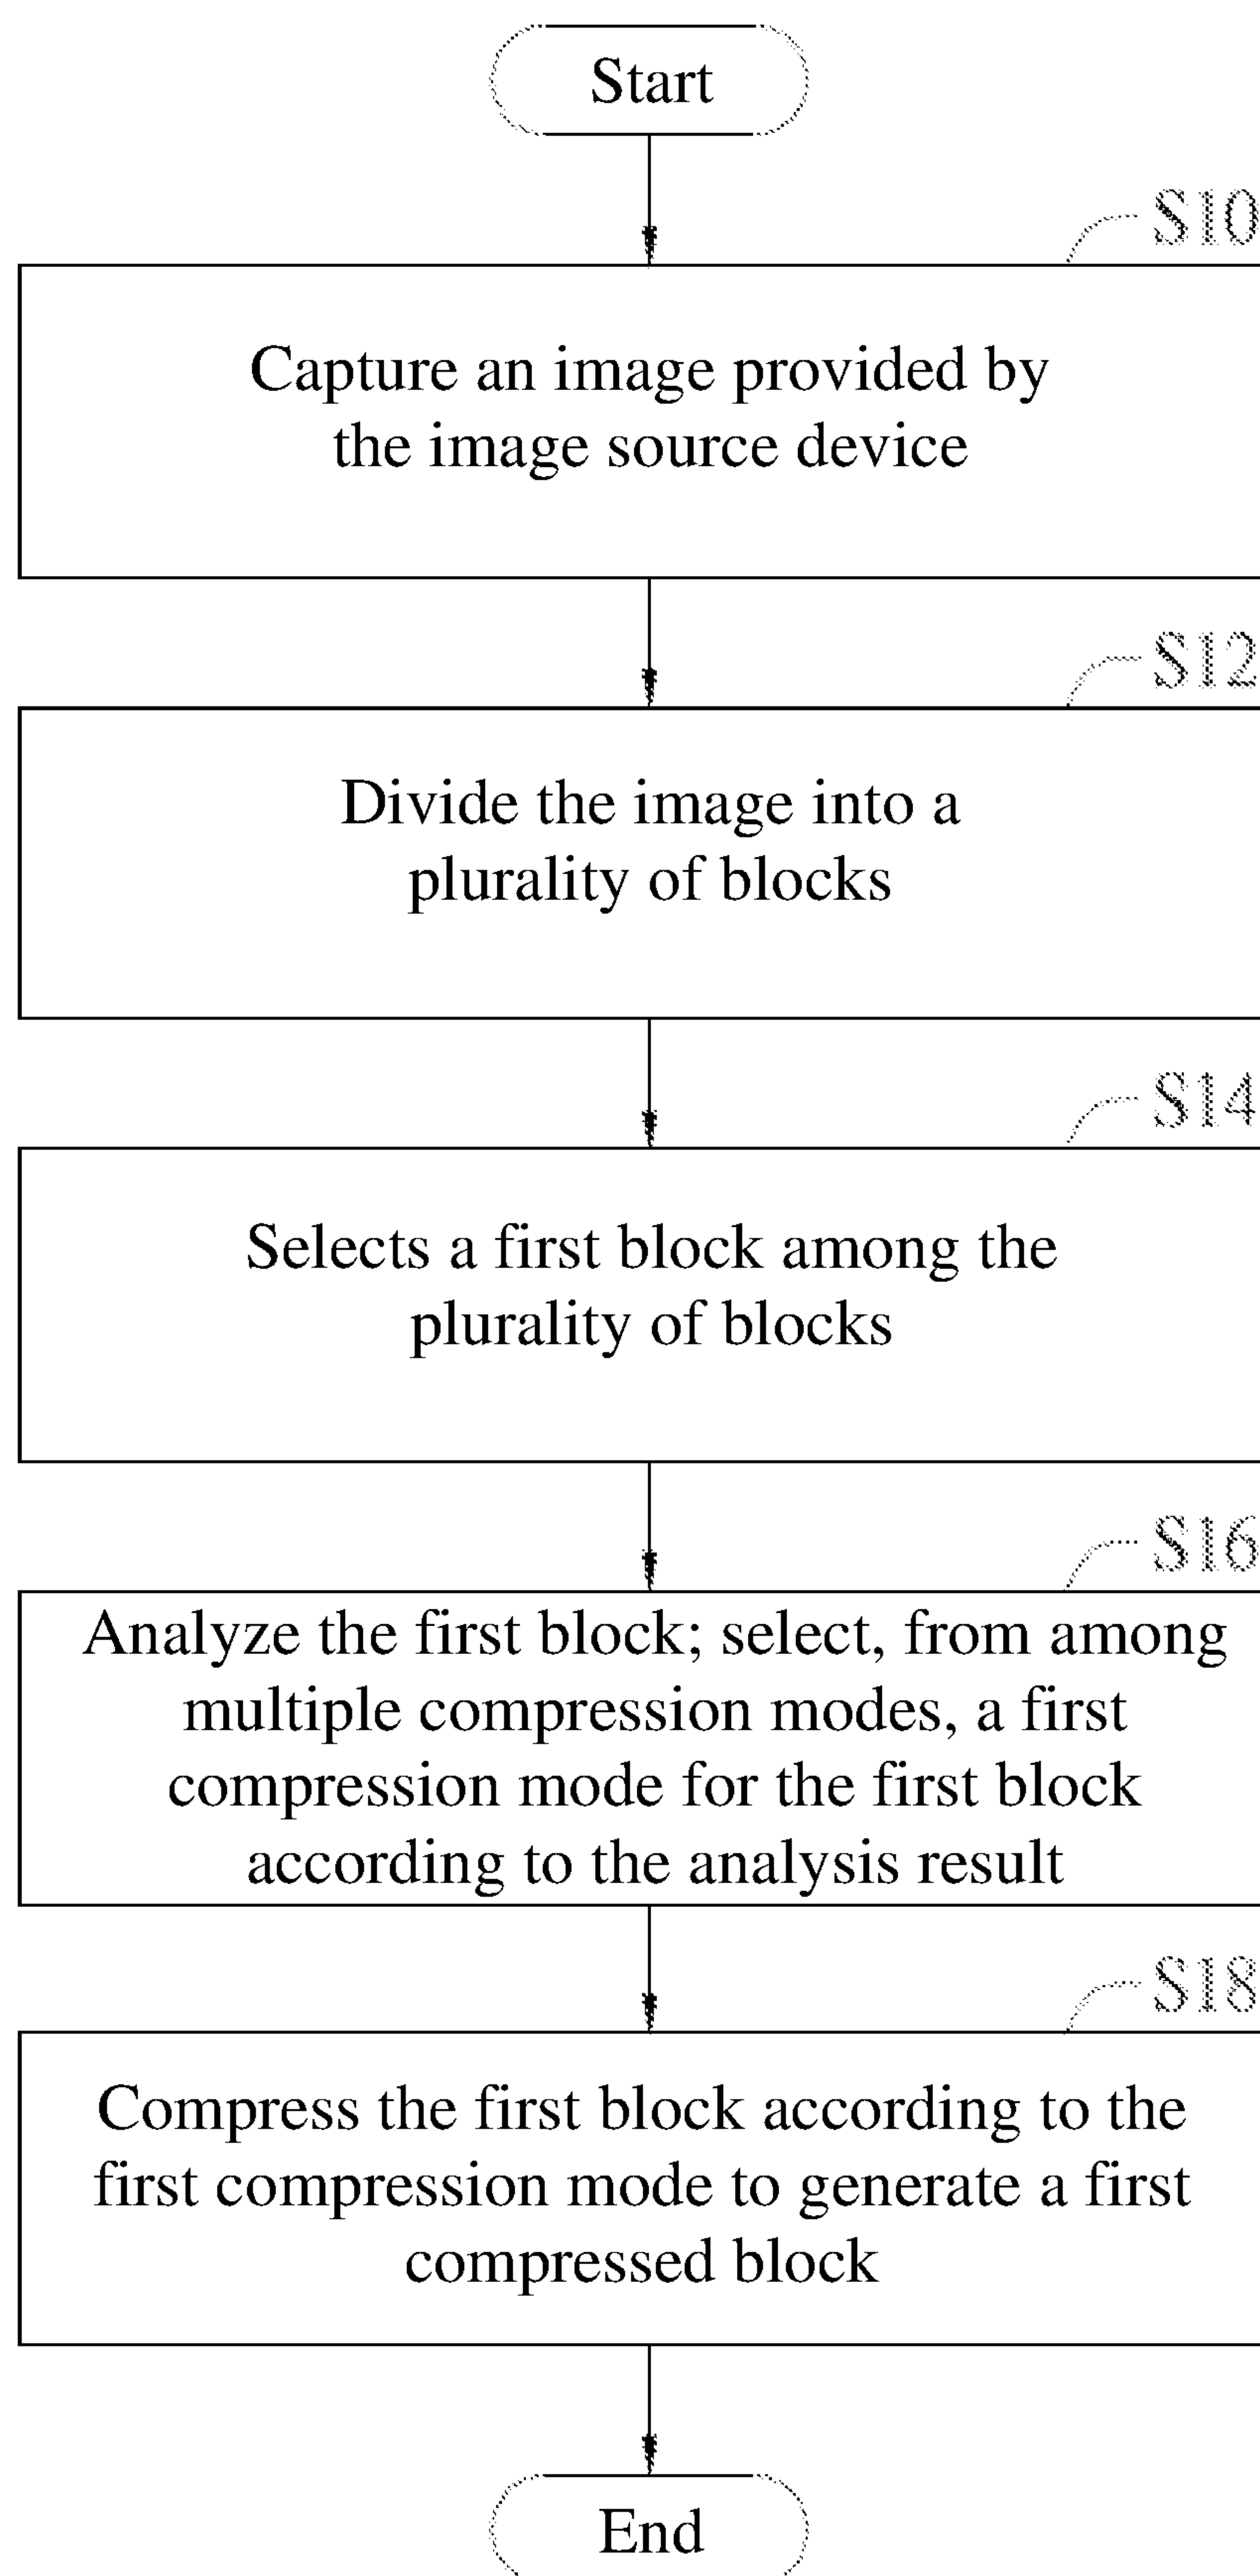 Start
S10
Capture an image provided by
the image source device
S12
Divide the image into a
plurality of blocks
S14
Selects a first block among the
plurality of blocks
S16
Analyze the first block; select, from among
multiple compression modes, a first
compression mode for the first block
according to the analysis result
S18
Compress the first block according to the
first compression mode to generate a first
compressed block
End